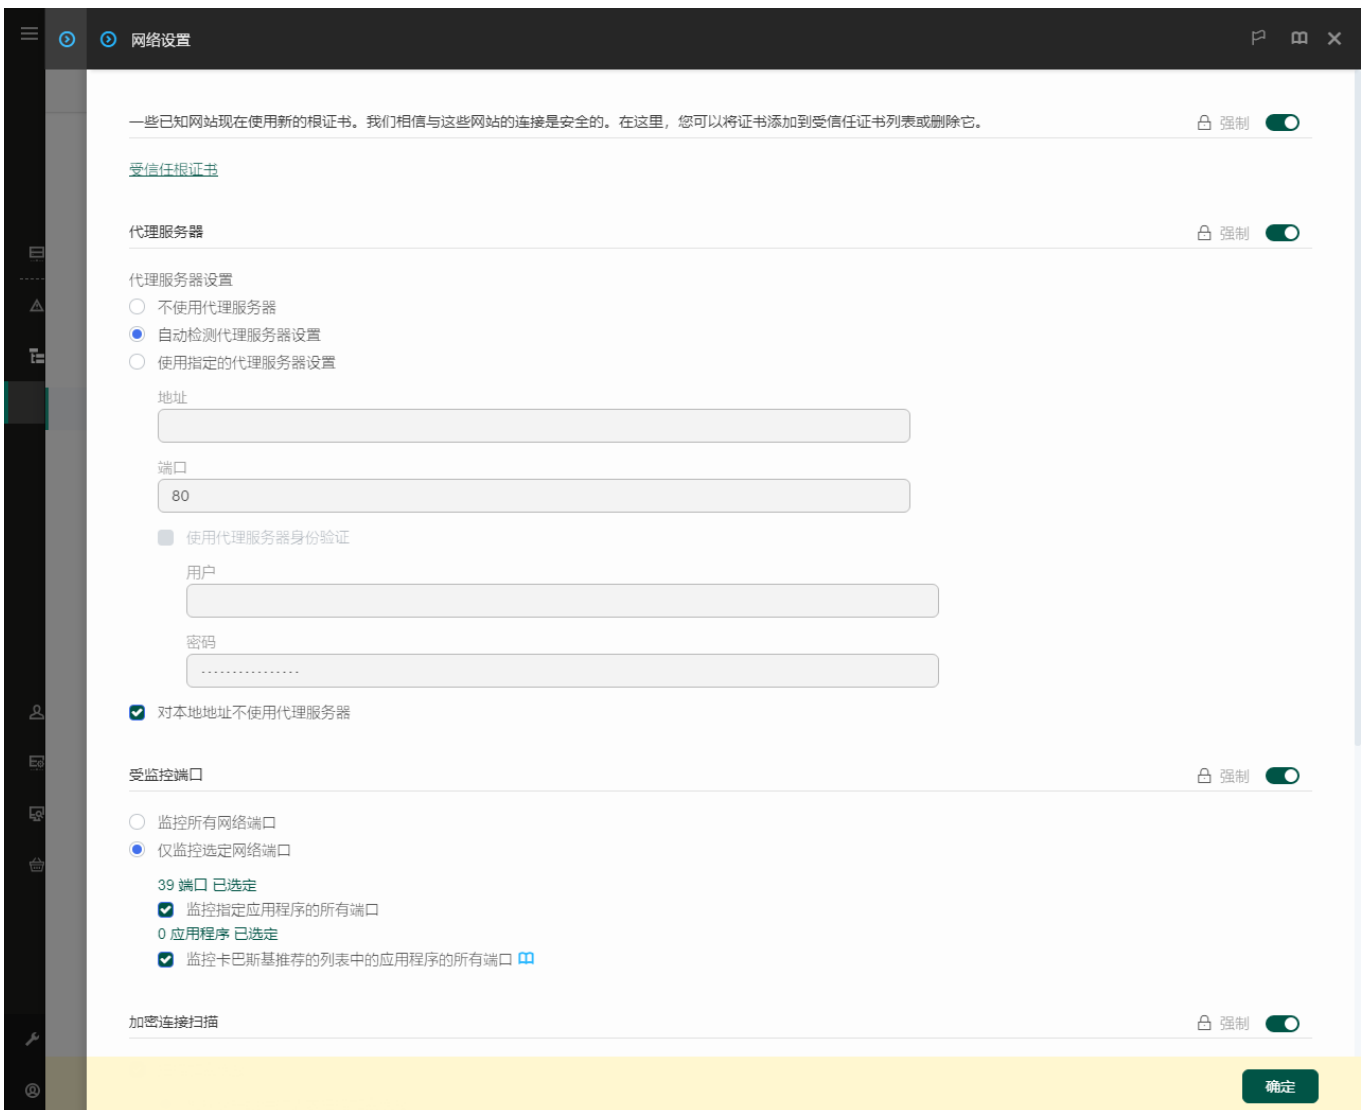 网络设置
一些已知网站现在使用新的根证书。我们相信与这些网站的连接是安全的。在这里，您可以将证书添加到受信任证书列表或删除它。 强制
受信任根证书
代理服务器 强制
代理服务器设置
不使用代理服务器
自动检测代理服务器设置
使用指定的代理服务器设置
地址
端口
80
使用代理服务器身份验证
用户
密码
对本地地址不使用代理服务器
受监控端口 强制
监控所有网络端口
仅监控选定网络端口
39 端口 已选定
监控指定应用程序的所有端口
0 应用程序 已选定
监控卡巴斯基推荐的列表中的应用程序的所有端口
加密连接扫描 强制
确定